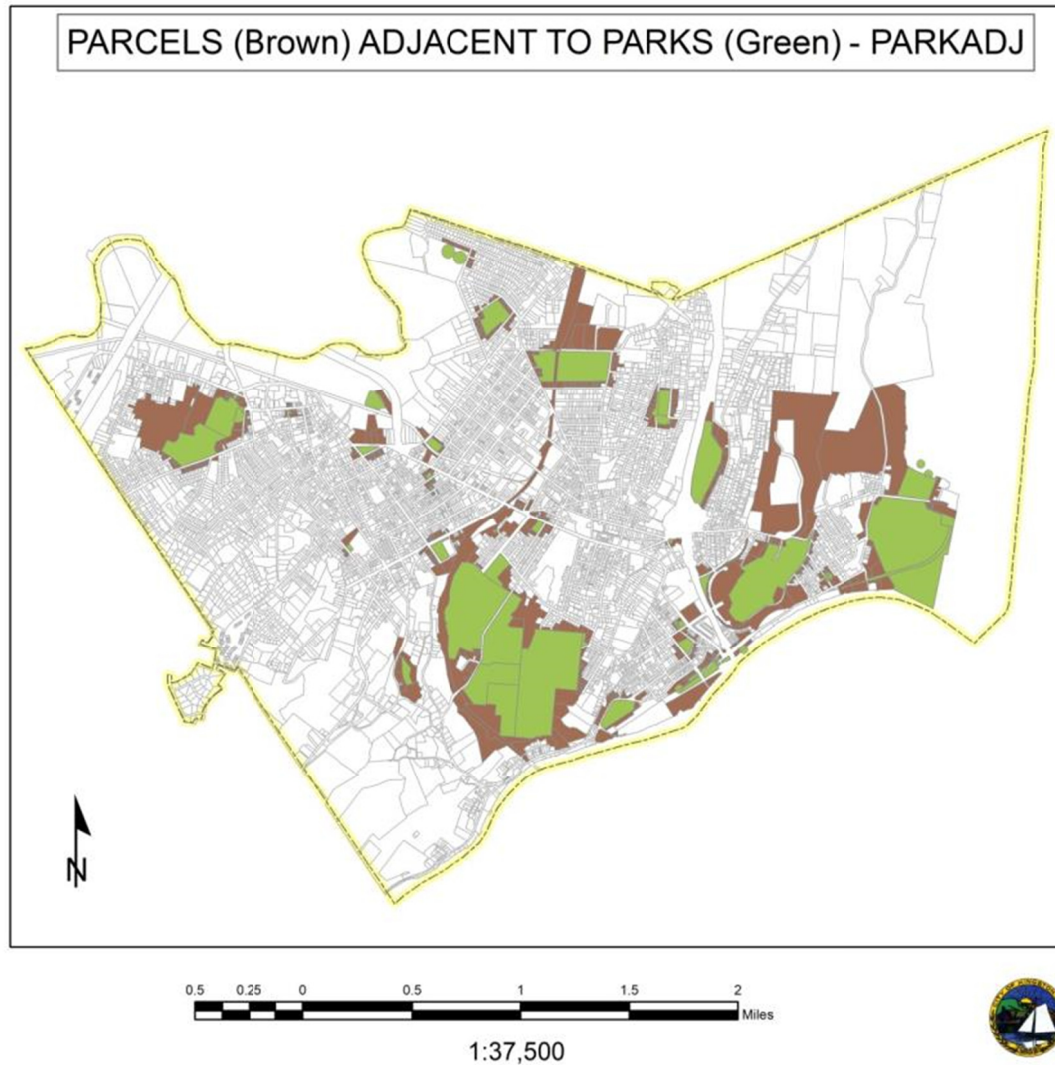 PARCELS (Brown) ADJACENT TO PARKS (Green) - PARKADJ
N
0.5 0.25 0 0.5 1 1.5 2
Miles
1:37,500